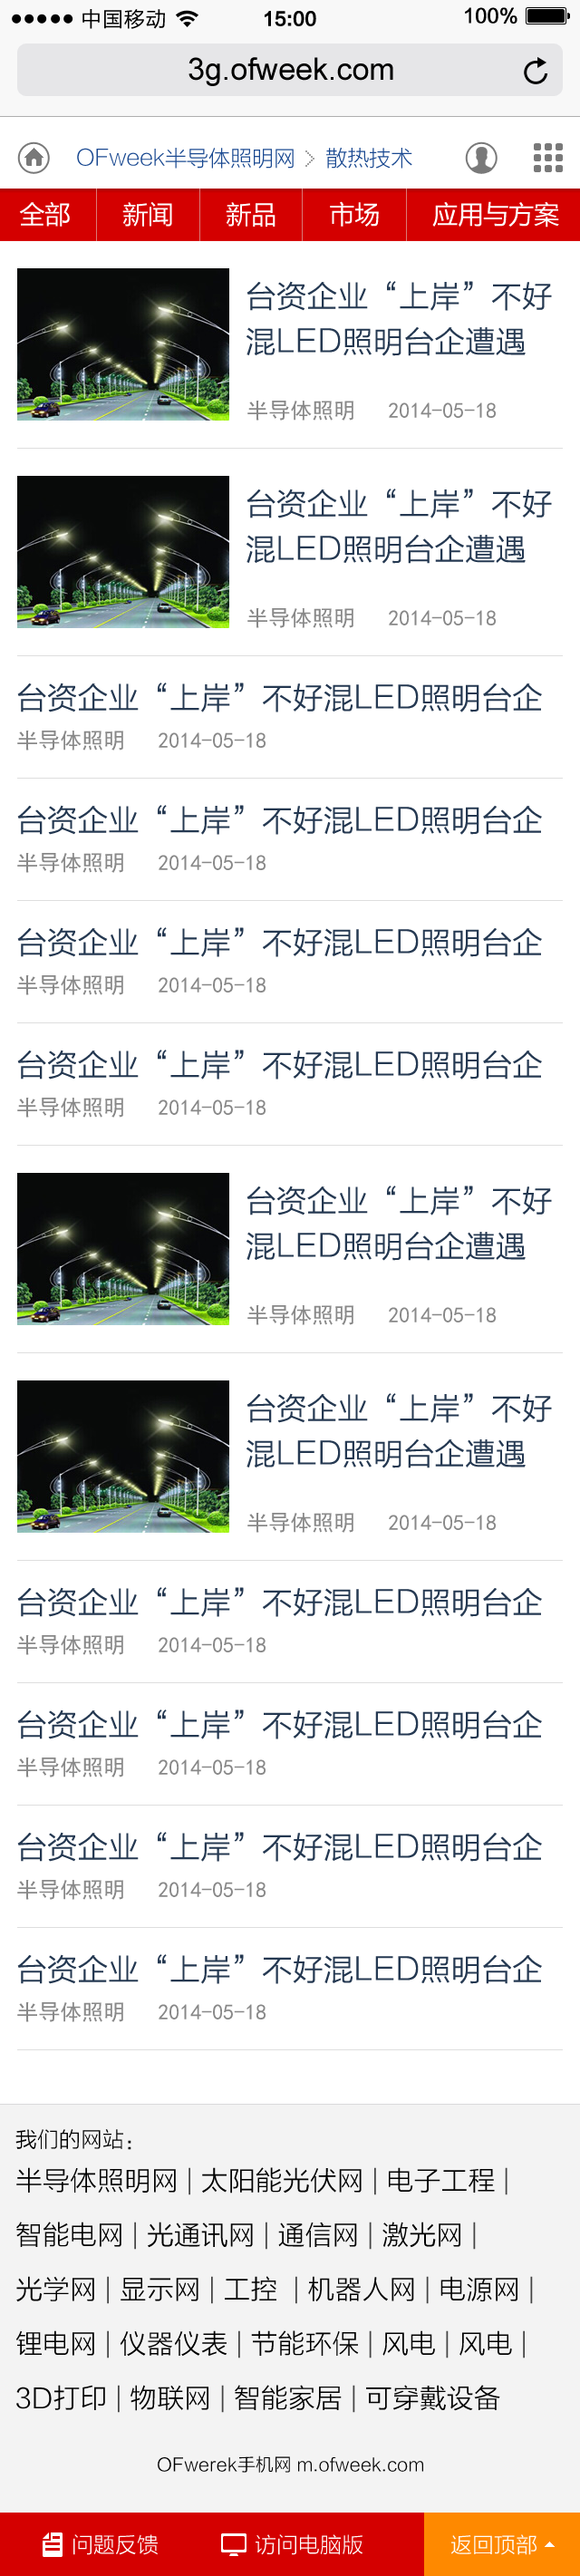 中国移动 15:00 100%
3g.ofweek.com
OFweek半导体照明网 > 散热技术
全部 新闻 新品 市场 应用与方案
台资企业“上岸”不好
混LED照明台企遭遇
半导体照明 2014-05-18
台资企业“上岸”不好
混LED照明台企遭遇
半导体照明 2014-05-18
台资企业“上岸”不好混LED照明台企
半导体照明 2014-05-18
台资企业“上岸”不好混LED照明台企
半导体照明 2014-05-18
台资企业“上岸”不好混LED照明台企
半导体照明 2014-05-18
台资企业“上岸”不好混LED照明台企
半导体照明 2014-05-18
台资企业“上岸”不好
混LED照明台企遭遇
半导体照明 2014-05-18
台资企业“上岸”不好
混LED照明台企遭遇
半导体照明 2014-05-18
台资企业“上岸”不好混LED照明台企
半导体照明 2014-05-18
台资企业“上岸”不好混LED照明台企
半导体照明 2014-05-18
台资企业“上岸”不好混LED照明台企
半导体照明 2014-05-18
台资企业“上岸”不好混LED照明台企
半导体照明 2014-05-18
我们的网站：
半导体照明网 | 太阳能光伏网 | 电子工程 |
智能电网 | 光通讯网 | 通信网 | 激光网 |
光学网 | 显示网 | 工控 | 机器人网 | 电源网 |
锂电网 | 仪器仪表 | 节能环保 | 风电 | 风电 |
3D打印 | 物联网 | 智能家居 | 可穿戴设备
OFwerek手机网 m.ofweek.com
问题反馈 访问电脑版 返回顶部